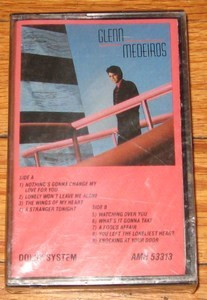 GLENN
MEDEIROS
SIDE A
1) NOTHING'S GONNA CHANGE MY
LOVE FOR YOU
2) LONELY WON'T LEAVE ME ALONE
3) THE WINGS OF MY HEART
4) A STRANGER TONIGHT
SIDE B
1) WATCHING OVER YOU
2) WHAT'S IT GONNA TAKE
3) A FOOL'S AFFAIR
4) YOU LEFT THE LONELIEST HEART
5) KNOCKING AT YOUR DOOR
DOLBY SYSTEM
AMH 53313